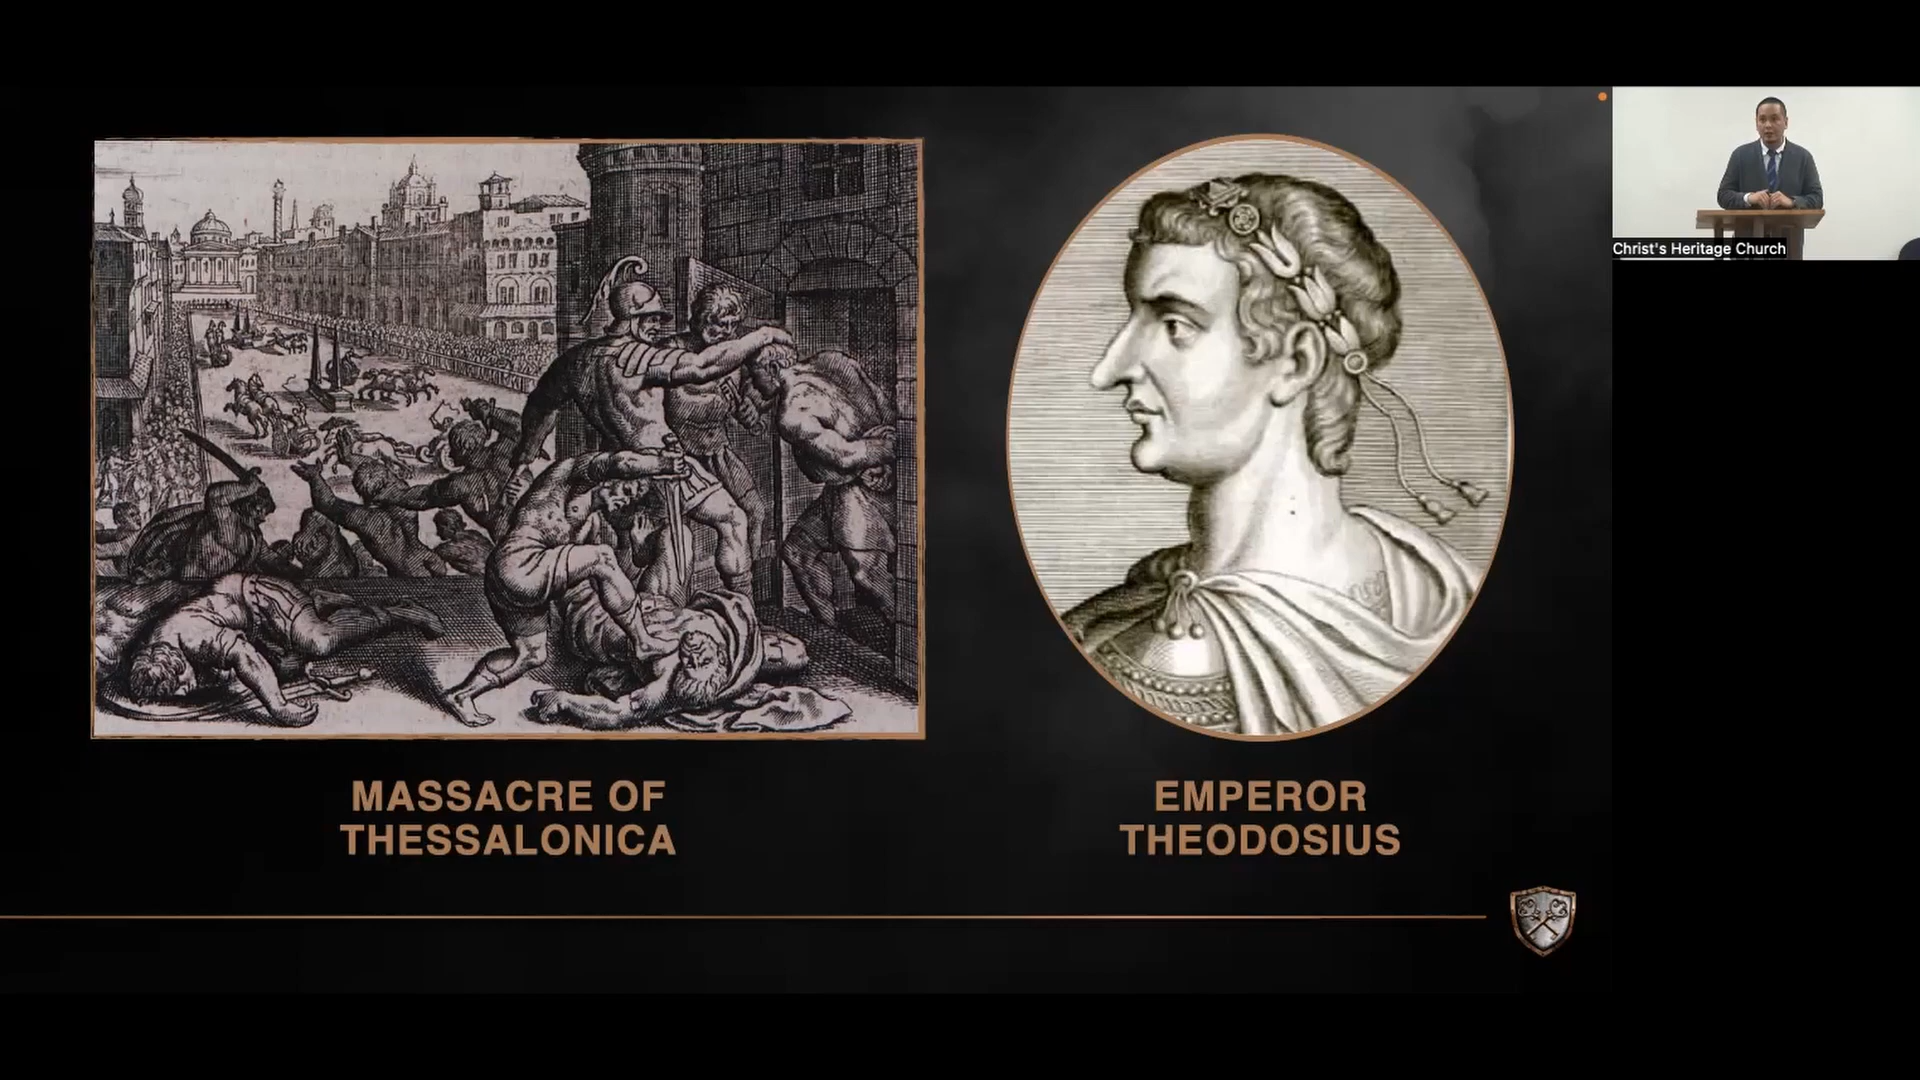 MASSACRE OF
THESSALONICA
EMPEROR
THEODOSIUS
Christ's Heritage Church